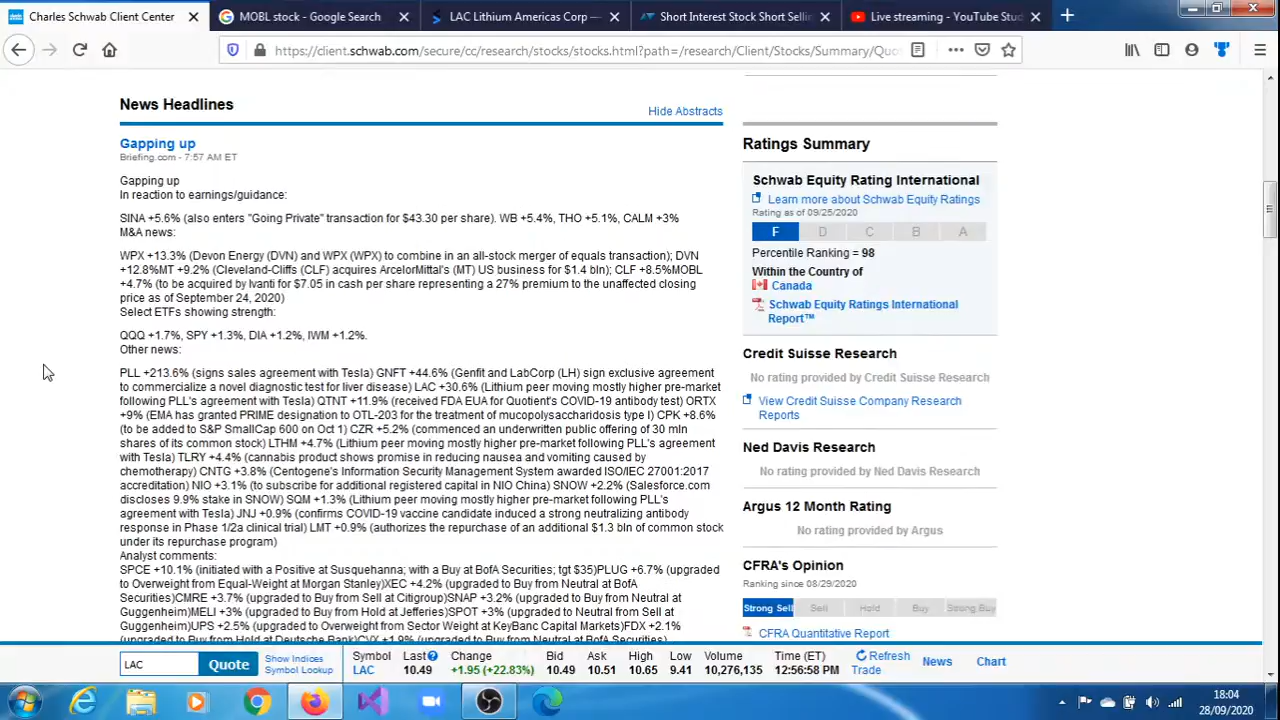 Charles Schwab Client Center
MOBL stock - Google Search
LAC Lithium Americas Corp —
Short Interest Stock Short Selli
Live streaming - YouTube Stud
https://client.schwab.com/secure/cc/research/stocks/stocks.html?path=/research/Client/Stocks/Summary/Quo
News Headlines
Hide Abstracts
Gapping up
Briefing.com - 7:57 AM ET
Gapping up
In reaction to earnings/guidance:
SINA +5.6% (also enters "Going Private" transaction for $43.30 per share). WB +5.4%, THO +5.1%, CALM +3%
M&A news:
WPX +13.3% (Devon Energy (DVN) and WPX (WPX) to combine in an all-stock merger of equals transaction); DVN
+12.8%MT +9.2% (Cleveland-Cliffs (CLF) acquires ArcelorMittal's (MT) US business for $1.4 bln); CLF +8.5%MOBL
+4.7% (to be acquired by Ivanti for $7.05 in cash per share representing a 27% premium to the unaffected closing
price as of September 24, 2020)
Select ETFs showing strength:
QQQ +1.7%, SPY +1.3%, DIA +1.2%, IWM +1.2%.
Other news:
PLL +213.6% (signs sales agreement with Tesla) GNFT +44.6% (Genfit and LabCorp (LH) sign exclusive agreement
to commercialize a novel diagnostic test for liver disease) LAC +30.6% (Lithium peer moving mostly higher pre-market
following PLL's agreement with Tesla) QTNT +11.9% (received FDA EUA for Quotient's COVID-19 antibody test) ORTX
+9% (EMA has granted PRIME designation to OTL-203 for the treatment of mucopolysaccharidosis type I) CPK +8.6%
(to be added to S&P SmallCap 600 on Oct 1) CZR +5.2% (commenced an underwritten public offering of 30 mln
shares of its common stock) LTHM +4.7% (Lithium peer moving mostly higher pre-market following PLL's agreement
with Tesla) TLRY +4.4% (cannabis product shows promise in reducing nausea and vomiting caused by
chemotherapy) CNTG +3.8% (Centogene's Information Security Management System awarded ISO/IEC 27001:2017
accreditation) NIO +3.1% (to subscribe for additional registered capital in NIO China) SNOW +2.2% (Salesforce.com
discloses 9.9% stake in SNOW) SQM +1.3% (Lithium peer moving mostly higher pre-market following PLL's
agreement with Tesla) JNJ +0.9% (confirms COVID-19 vaccine candidate induced a strong neutralizing antibody
response in Phase 1/2a clinical trial) LMT +0.9% (authorizes the repurchase of an additional $1.3 bln of common stock
under its repurchase program)
Analyst comments:
SPCE +10.1% (initiated with a Positive at Susquehanna; with a Buy at BofA Securities; tgt $35)PLUG +6.7% (upgraded
to Overweight from Equal-Weight at Morgan Stanley)XEC +4.2% (upgraded to Buy from Neutral at BofA
Securities)CMRE +3.7% (upgraded to Buy from Sell at Citigroup)SNAP +3.2% (upgraded to Buy from Neutral at
Guggenheim)MELI +3% (upgraded to Buy from Hold at Jefferies)SPOT +3% (upgraded to Neutral from Sell at
Guggenheim)UPS +2.5% (upgraded to Overweight from Sector Weight at KeyBanc Capital Markets)FDX +2.1%
(upgraded to Buy from Hold at Deutsche Bank)CVX +1.9% (upgraded to Buy from Neutral at BofA Securities)
Ratings Summary
Schwab Equity Rating International
Learn more about Schwab Equity Ratings
Rating as of 09/25/2020
F D C B A
Percentile Ranking = 98
Within the Country of
Canada
Schwab Equity Ratings International
Report™
Credit Suisse Research
No rating provided by Credit Suisse Research
View Credit Suisse Company Research
Reports
Ned Davis Research
No rating provided by Ned Davis Research
Argus 12 Month Rating
No rating provided by Argus
CFRA's Opinion
Ranking since 08/29/2020
Strong Sell Sell Hold Buy Strong Buy
CFRA Quantitative Report
LAC Quote
Show Indices
Symbol Lookup
Symbol Last Change Bid Ask High Low Volume Time (ET) Refresh
LAC 10.49 +1.95 (+22.83%) 10.49 10.51 10.65 9.41 10,276,135 12:56:58 PM Trade
News Chart
18:04
28/09/2020